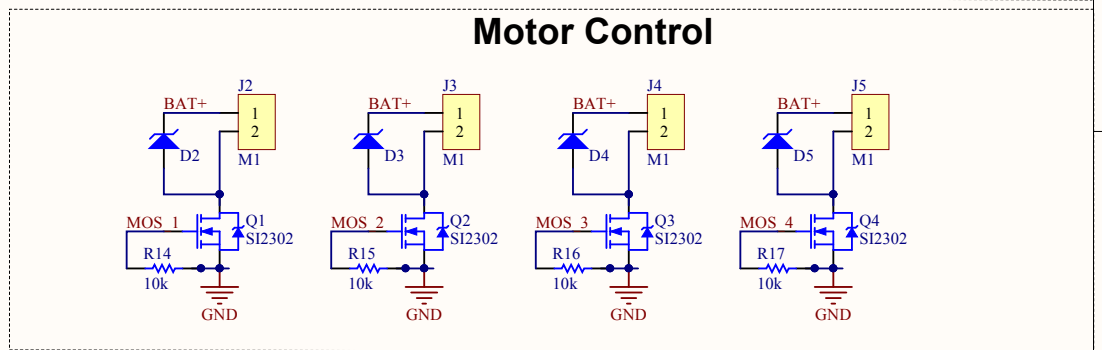 Motor Control
J2
BAT+
1
2
D2
M1
MOS_1
Q1
SI2302
R14
10k
GND
J3
BAT+
1
2
D3
M1
MOS_2
Q2
SI2302
R15
10k
GND
J4
BAT+
1
2
D4
M1
MOS_3
Q3
SI2302
R16
10k
GND
J5
BAT+
1
2
D5
M1
MOS_4
Q4
SI2302
R17
10k
GND